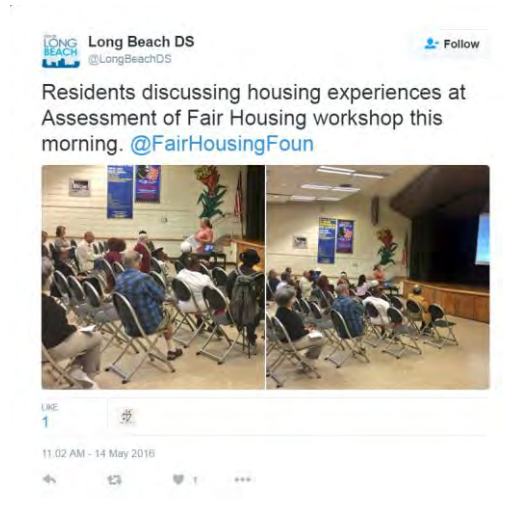 LONG
BEACH
Long Beach DS
@LongBeachDS
Follow
Residents discussing housing experiences at
Assessment of Fair Housing workshop this
morning. @FairHousingFoun
LIKE
1
11:02 AM - 14 May 2016
1